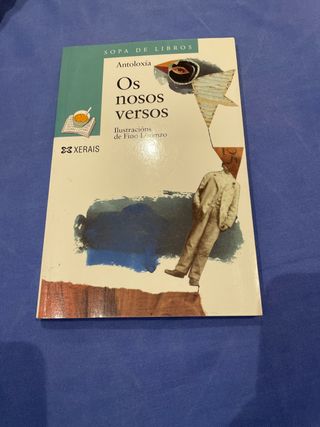 SOPA DE LIBROS
Antoloxía
Os
nosos
versos
Ilustracións
de Fino Lorenzo
XERAIS